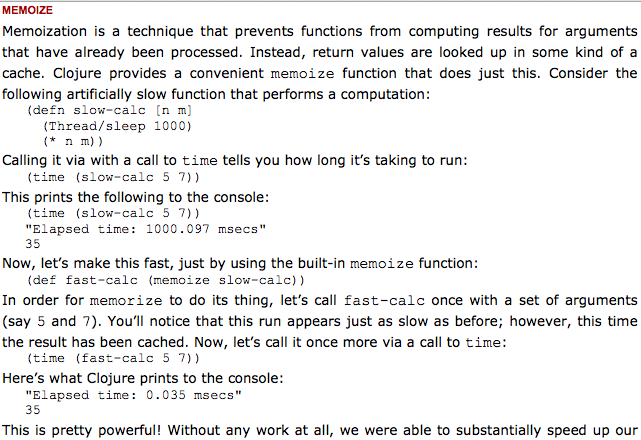 MEMOIZE
Memoization is a technique that prevents functions from computing results for arguments
that have already been processed. Instead, return values are looked up in some kind of a
cache. Clojure provides a convenient memoize function that does just this. Consider the
following artificially slow function that performs a computation:
(defn slow-calc [n m]
(Thread/sleep 1000)
(* n m))
Calling it via with a call to time tells you how long it's taking to run:
(time (slow-calc 5 7))
This prints the following to the console:
(time (slow-calc 5 7))
"Elapsed time: 1000.097 msecs"
35
Now, let's make this fast, just by using the built-in memoize function:
(def fast-calc (memoize slow-calc))
In order for memorize to do its thing, let's call fast-calc once with a set of arguments
(say 5 and 7). You'll notice that this run appears just as slow as before; however, this time
the result has been cached. Now, let's call it once more via a call to time:
(time (fast-calc 5 7))
Here's what Clojure prints to the console:
"Elapsed time: 0.035 msecs"
35
This is pretty powerful! Without any work at all, we were able to substantially speed up our